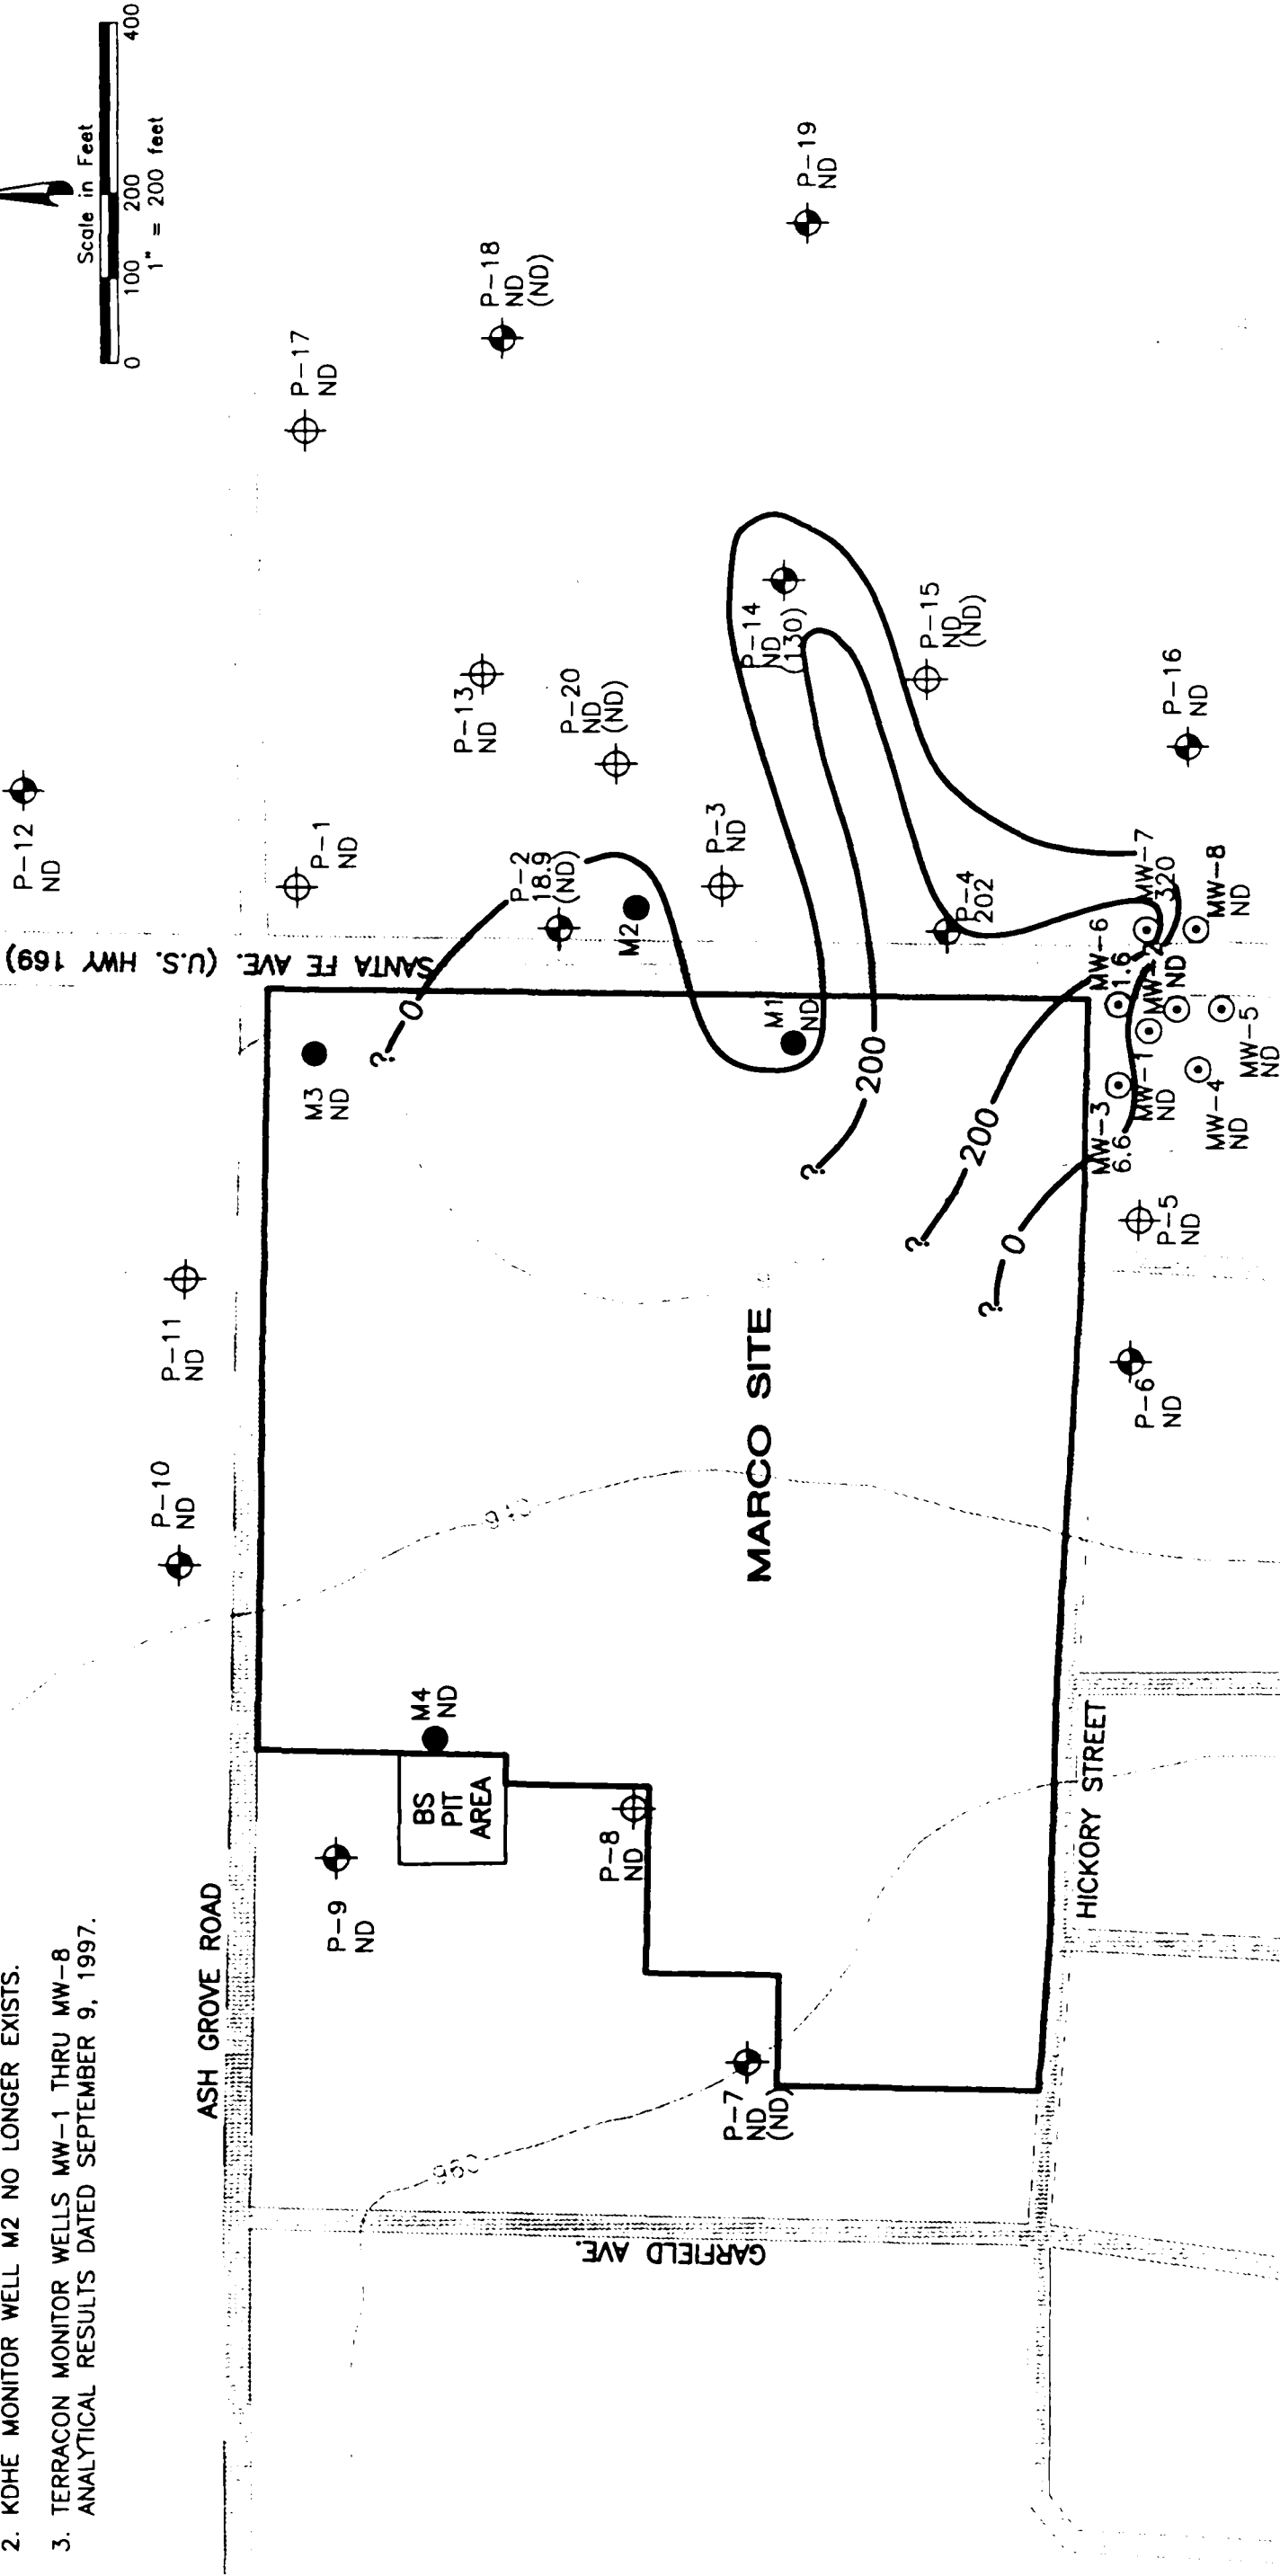 2. KDHE MONITOR WELL M2 NO LONGER EXISTS.
3. TERRACON MONITOR WELLS MW-1 THRU MW-8
ANALYTICAL RESULTS DATED SEPTEMBER 9, 1997.
Scale in Feet
0 100 200 400
1" = 200 feet
ASH GROVE ROAD
SANTA FE AVE. (U.S. HWY 169)
GARFIELD AVE.
HICKORY STREET
MARCO SITE
BS
PIT
AREA
P-12
ND
P-10
ND
P-11
ND
P-1
ND
P-17
ND
P-9
ND
M4
ND
M3
ND
P-13
ND
P-18
ND
(ND)
P-2
18.9
(ND)
P-20
ND
(ND)
M2
P-8
ND
P-3
ND
P-7
ND
(ND)
M1
ND
P-14
ND
(130)
P-19
ND
P-4
202
P-15
ND
(ND)
P-6
ND
P-5
ND
MW-3
6.6
MW-1
ND
MW-4
ND
MW-5
ND
MW-6
1.6
MW-2
ND
MW-7
320
MW-8
ND
P-16
ND
?
0
?
200
?
200
?
0
940
960